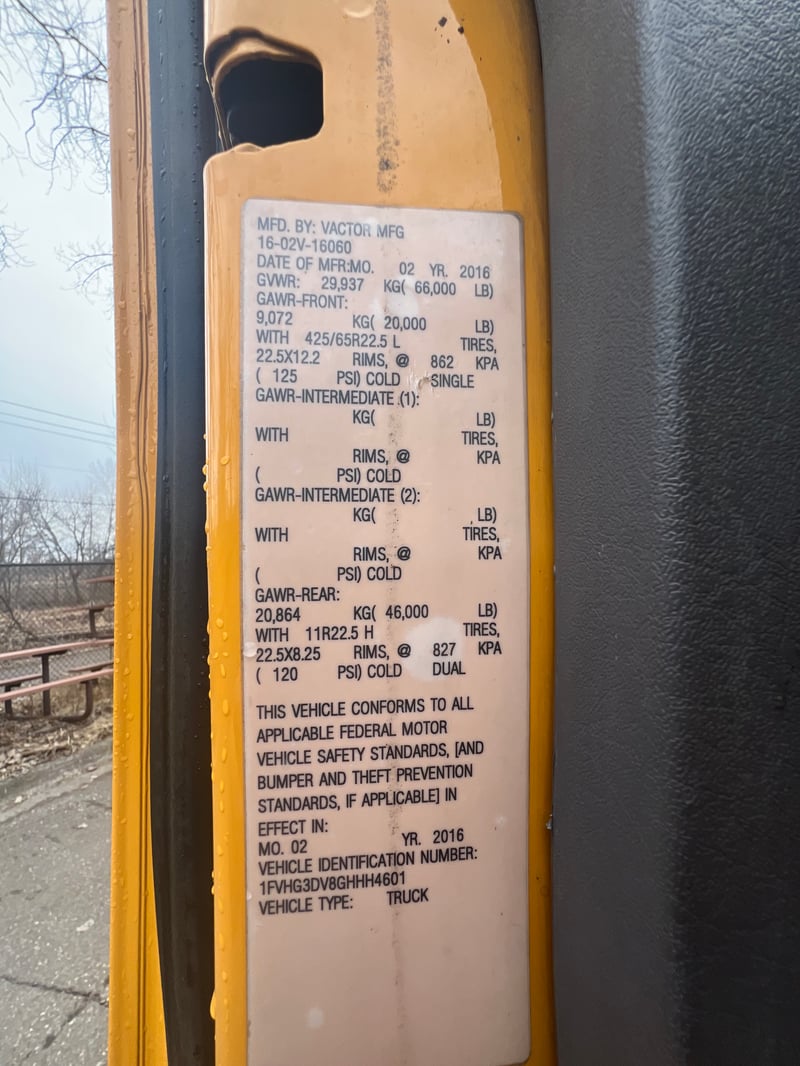 MFD. BY: VACTOR MFG
16-02V-16060
DATE OF MFR:MO. 02 YR. 2016
GVWR: 29,937 KG( 66,000 LB)
GAWR-FRONT:
9,072 KG( 20,000 LB)
WITH 425/65R22.5 L TIRES,
22.5X12.2 RIMS, @ 862 KPA
( 125 PSI) COLD SINGLE
GAWR-INTERMEDIATE (1):
KG( LB)
WITH TIRES,
RIMS, @ KPA
( PSI) COLD
GAWR-INTERMEDIATE (2):
KG( LB)
WITH TIRES,
RIMS, @ KPA
( PSI) COLD
GAWR-REAR:
20,864 KG( 46,000 LB)
WITH 11R22.5 H TIRES,
22.5X8.25 RIMS, @ 827 KPA
( 120 PSI) COLD DUAL
THIS VEHICLE CONFORMS TO ALL
APPLICABLE FEDERAL MOTOR
VEHICLE SAFETY STANDARDS, [AND
BUMPER AND THEFT PREVENTION
STANDARDS, IF APPLICABLE] IN
EFFECT IN:
MO. 02 YR. 2016
VEHICLE IDENTIFICATION NUMBER:
1FVHG3DV8GHHH4601
VEHICLE TYPE: TRUCK